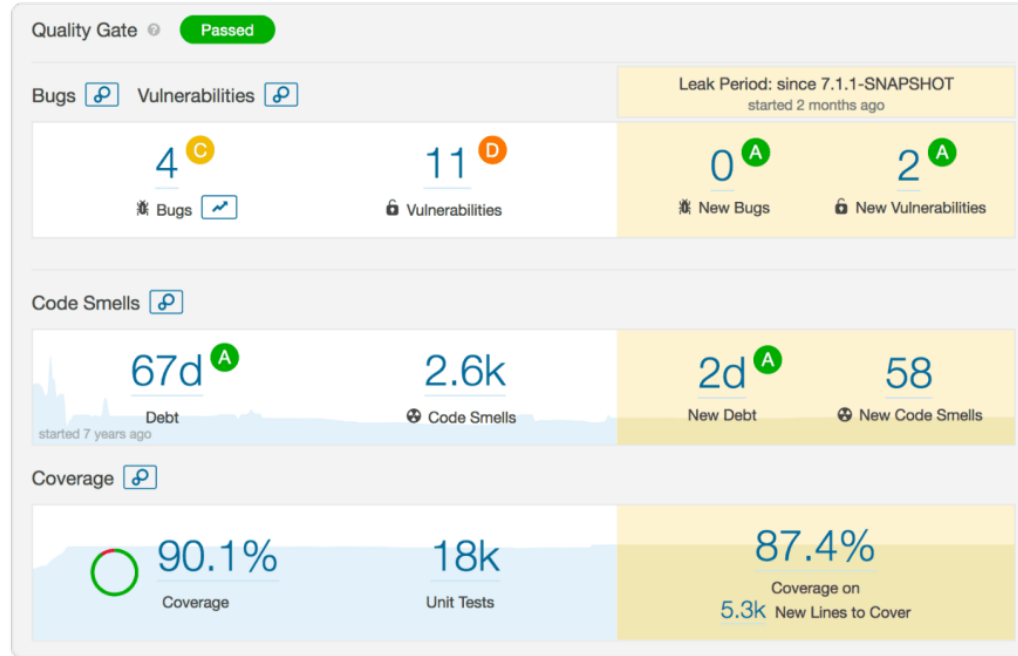 Quality Gate ? Passed
Leak Period: since 7.1.1-SNAPSHOT
started 2 months ago
Bugs Vulnerabilities
4 C 11 D 0 A 2 A
Bugs Vulnerabilities New Bugs New Vulnerabilities
Code Smells
67d A 2.6k 2d A 58
Debt Code Smells New Debt New Code Smells
started 7 years ago
Coverage
90.1% 18k 87.4%
Coverage Unit Tests Coverage on
5.3k New Lines to Cover